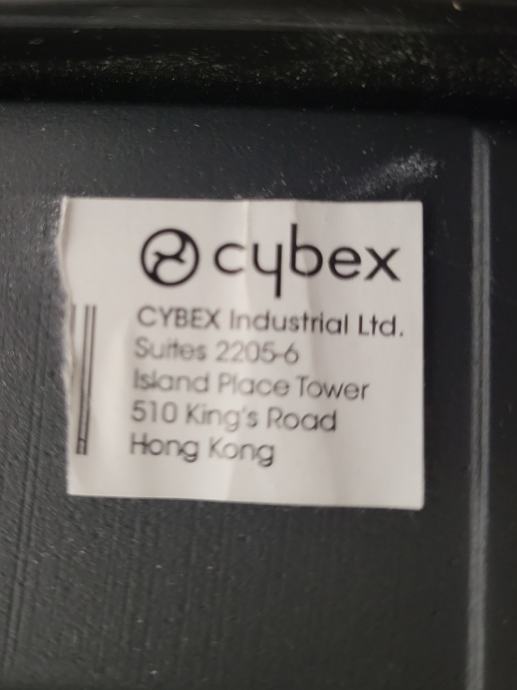 cybex
CYBEX Industrial Ltd.
Suites 2205-6
Island Place Tower
510 King's Road
Hong Kong